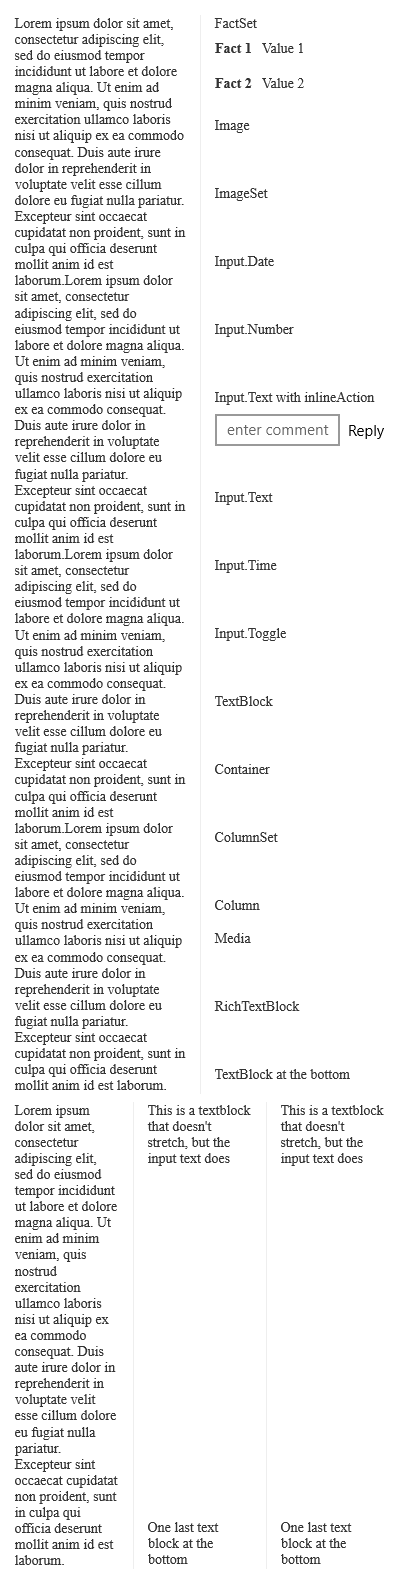 Lorem ipsum dolor sit amet,
consectetur adipiscing elit,
sed do eiusmod tempor
incididunt ut labore et dolore
magna aliqua. Ut enim ad
minim veniam, quis nostrud
exercitation ullamco laboris
nisi ut aliquip ex ea commodo
consequat. Duis aute irure
dolor in reprehenderit in
voluptate velit esse cillum
dolore eu fugiat nulla pariatur.
Excepteur sint occaecat
cupidatat non proident, sunt in
culpa qui officia deserunt
mollit anim id est
laborum.Lorem ipsum dolor
sit amet, consectetur
adipiscing elit, sed do
eiusmod tempor incididunt ut
labore et dolore magna aliqua.
Ut enim ad minim veniam,
quis nostrud exercitation
ullamco laboris nisi ut aliquip
ex ea commodo consequat.
Duis aute irure dolor in
reprehenderit in voluptate
velit esse cillum dolore eu
fugiat nulla pariatur.
Excepteur sint occaecat
cupidatat non proident, sunt in
culpa qui officia deserunt
mollit anim id est
laborum.Lorem ipsum dolor
sit amet, consectetur
adipiscing elit, sed do
eiusmod tempor incididunt ut
labore et dolore magna aliqua.
Ut enim ad minim veniam,
quis nostrud exercitation
ullamco laboris nisi ut aliquip
ex ea commodo consequat.
Duis aute irure dolor in
reprehenderit in voluptate
velit esse cillum dolore eu
fugiat nulla pariatur.
Excepteur sint occaecat
cupidatat non proident, sunt in
culpa qui officia deserunt
mollit anim id est
laborum.Lorem ipsum dolor
sit amet, consectetur
adipiscing elit, sed do
eiusmod tempor incididunt ut
labore et dolore magna aliqua.
Ut enim ad minim veniam,
quis nostrud exercitation
ullamco laboris nisi ut aliquip
ex ea commodo consequat.
Duis aute irure dolor in
reprehenderit in voluptate
velit esse cillum dolore eu
fugiat nulla pariatur.
Excepteur sint occaecat
cupidatat non proident, sunt in
culpa qui officia deserunt
mollit anim id est laborum.
FactSet
Fact 1 Value 1
Fact 2 Value 2
Image
ImageSet
Input.Date
Input.Number
Input.Text with inlineAction
enter comment Reply
Input.Text
Input.Time
Input.Toggle
TextBlock
Container
ColumnSet
Column
Media
RichTextBlock
TextBlock at the bottom
Lorem ipsum
dolor sit amet,
consectetur
adipiscing elit,
sed do eiusmod
tempor incididunt
ut labore et dolore
magna aliqua. Ut
enim ad minim
veniam, quis
nostrud
exercitation
ullamco laboris
nisi ut aliquip ex
ea commodo
consequat. Duis
aute irure dolor in
reprehenderit in
voluptate velit
esse cillum dolore
eu fugiat nulla
pariatur.
Excepteur sint
occaecat cupidatat
non proident, sunt
in culpa qui
officia deserunt
mollit anim id est
laborum.
This is a textblock
that doesn't
stretch, but the
input text does
One last text
block at the
bottom
This is a textblock
that doesn't
stretch, but the
input text does
One last text
block at the
bottom